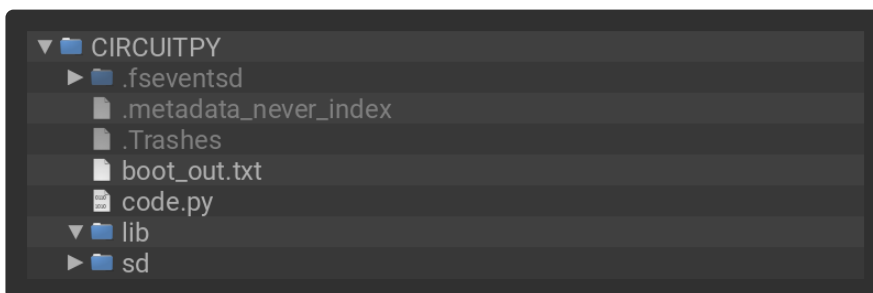 CIRCUITPY
.fseventsd
.metadata_never_index
.Trashes
boot_out.txt
code.py
lib
sd